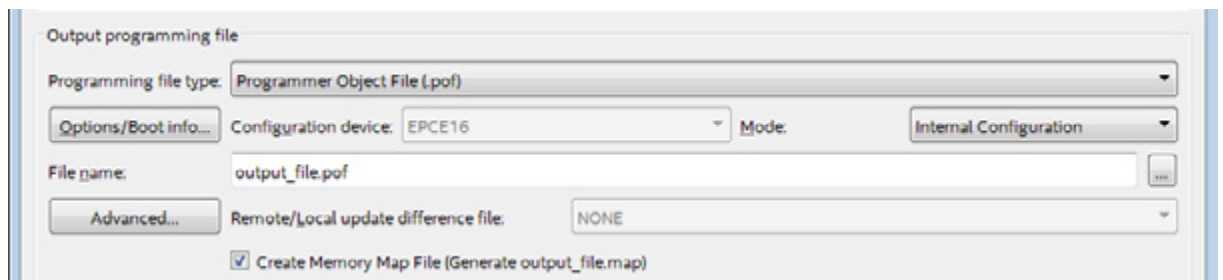 Output programming file
Programming file type: Programmer Object File (.pof)
Options/Boot info... Configuration device: EPCE16 Mode: Internal Configuration
File name: output_file.pof ...
Advanced... Remote/Local update difference file: NONE
Create Memory Map File (Generate output_file.map)